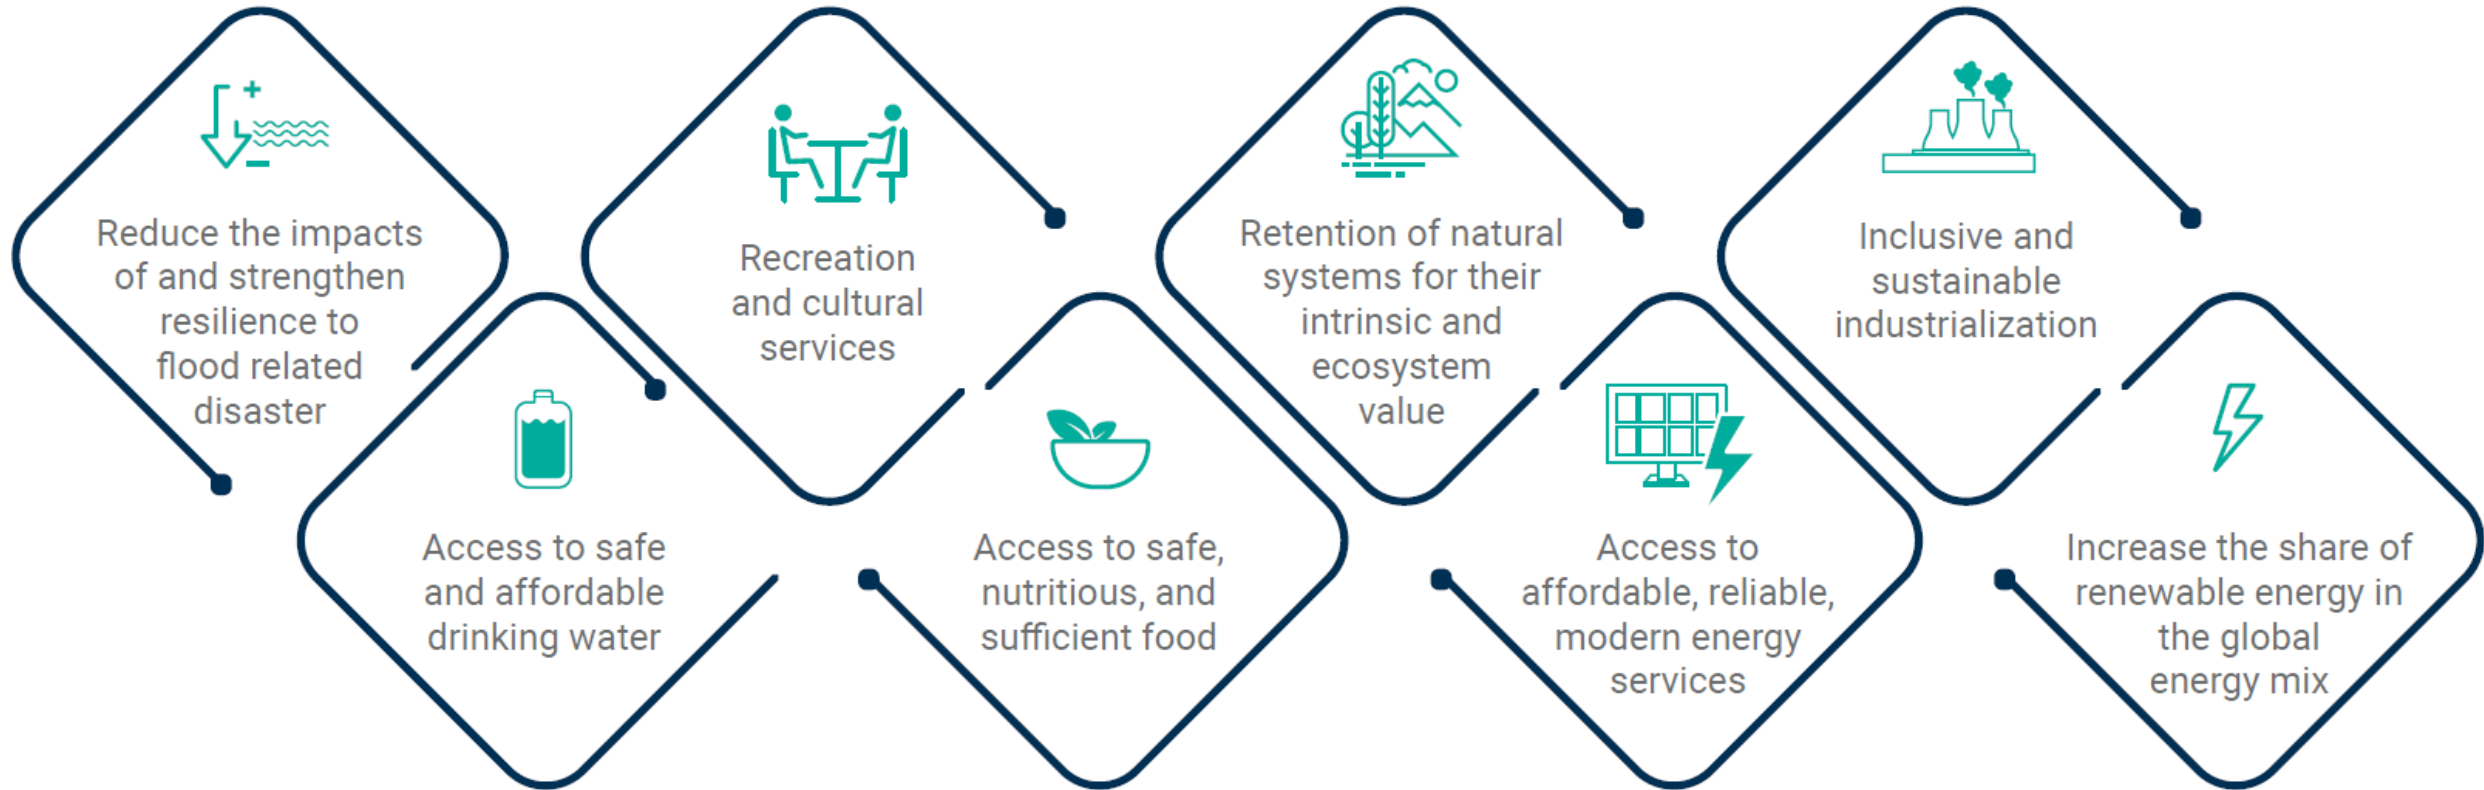 Reduce the impacts
of and strengthen
resilience to
flood related
disaster
Access to safe
and affordable
drinking water
Recreation
and cultural
services
Access to safe,
nutritious, and
sufficient food
Retention of natural
systems for their
intrinsic and
ecosystem
value
Access to
affordable, reliable,
modern energy
services
Inclusive and
sustainable
industrialization
Increase the share of
renewable energy in
the global
energy mix